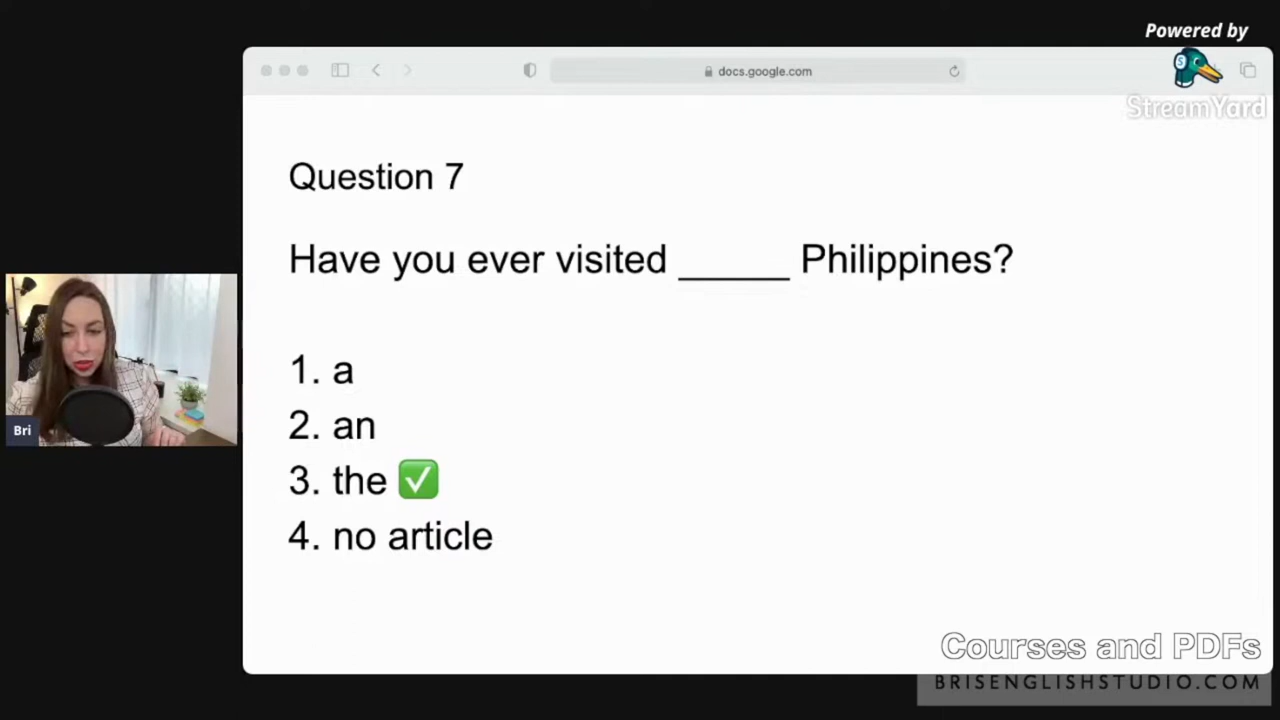 Powered by
docs.google.com
StreamYard
Question 7
Have you ever visited _____ Philippines?
1. a
2. an
3. the ✅
4. no article
Bri
Courses and PDFs
BRISENGLISHSTUDIO.COM